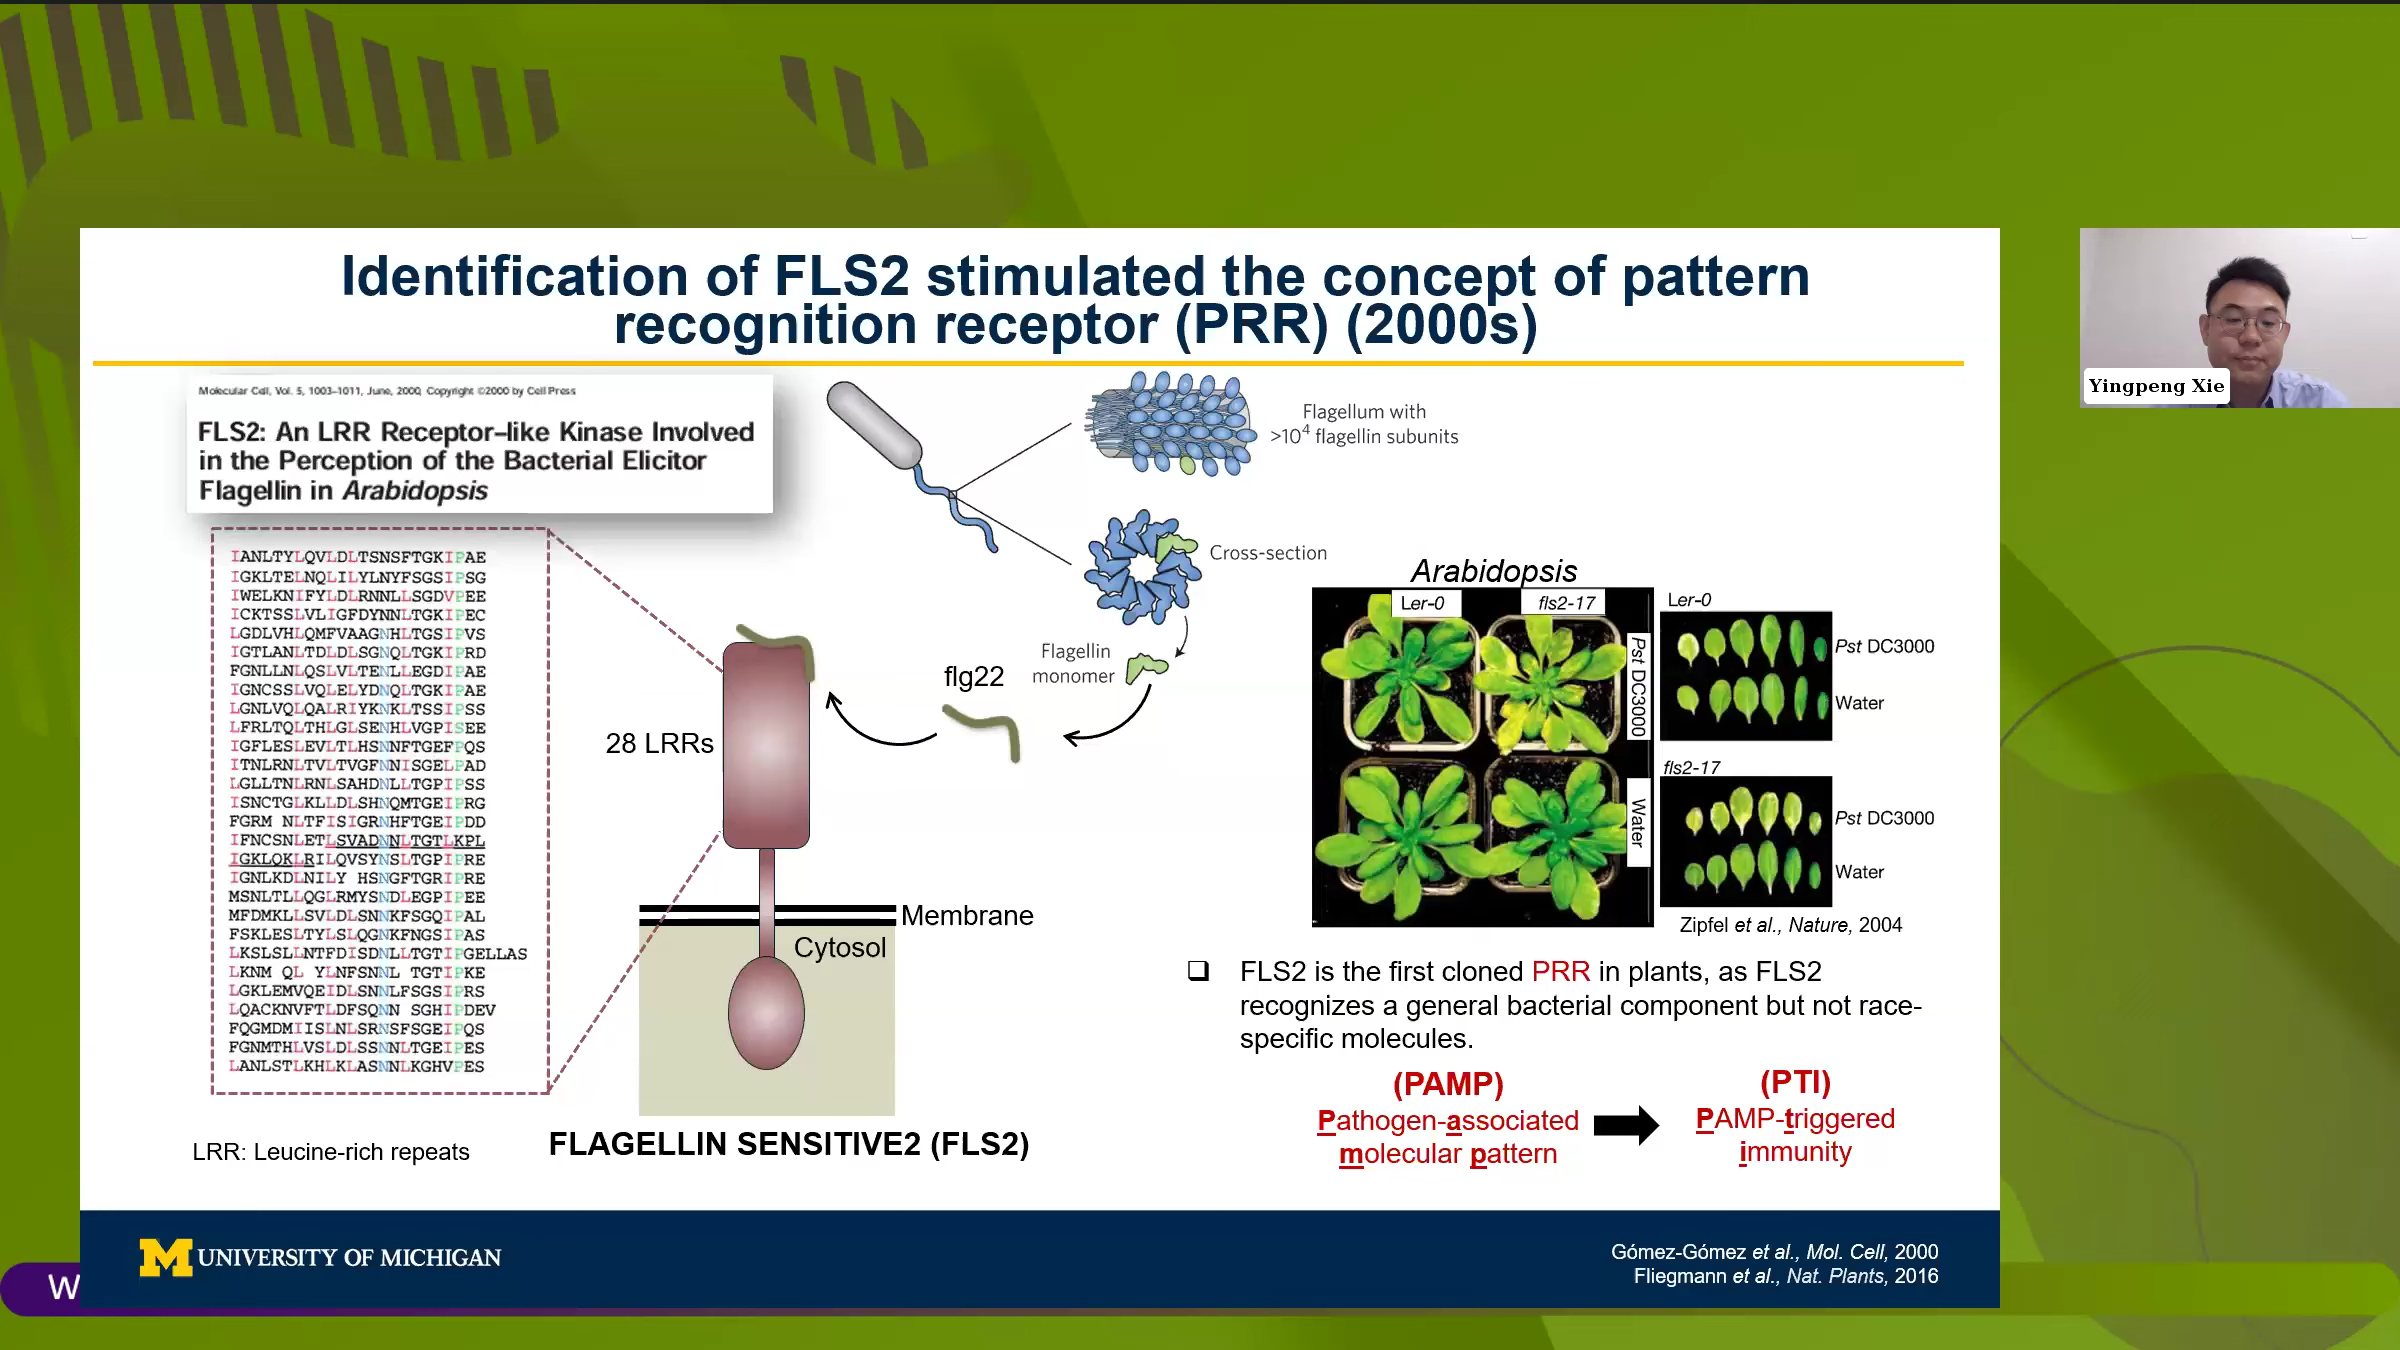 Identification of FLS2 stimulated the concept of pattern
recognition receptor (PRR) (2000s)
Molecular Cell, Vol. 5, 1003–1011, June, 2000, Copyright ©2000 by Cell Press
FLS2: An LRR Receptor–like Kinase Involved
in the Perception of the Bacterial Elicitor
Flagellin in Arabidopsis
IANLTYLQVLDLTSNSFTGKIPAE
IGKLTELNQLILYLNYFSGSIPSG
IWELKNIFYLDLRNNLLSGDVPEE
ICKTSSLVLIGFDYNNLTGKIPEC
LGDLVHLQMFVAAGNHLTGSIPVS
IGTLANLTDLDLSGNQLTGKIPRD
FGNLLNLQSLVLTENLLEGDIPAE
IGNCSSLVQLELYDNQLTGKIPAE
LGNLVQLQALRIYKNKLTSSIPSS
LFRLTQLTHLGLSENHLVGPISEE
IGFLESLEVLTLHSNNFTGEFPQS
ITNLRNLTVLTVGFNNISGELPAD
LGLLTNLRNLSAHDNLLTGPIPSS
ISNCTGLKLLDLSHNQMTGEIPRG
FGRM NLTFISIGRNHFTGEIPDD
IFNCSNLETLSVADNNLTGTLKPL
IGKLQKLRILQVSYNSLTGPIPRE
IGNLKDLNILY HSNGFTGRIPRE
MSNLTLLQGLRMYSNDLEGPIPEE
MFDMKLLSVLDLSNNKFSGQIPAL
FSKLESLTYLSLQGNKFNGSIPAS
LKSLSLLNTFDISDNLLTGTIPGELLAS
LKNM QL YLNFSNNL TGTIPKE
LGKLEMVQEIDLSNNLFSGSIPRS
LQACKNVFTLDFSQNN SGHIPDEV
FQGMDMIISLNLSRNSFSGEIPQS
FGNMTHLVSLDLSSNNLTGEIPES
LANLSTLKHLKLASNNLKGHVPES
LRR: Leucine-rich repeats
28 LRRs
Flagellum with
>10⁴ flagellin subunits
Cross-section
Flagellin
monomer
flg22
Membrane
Cytosol
FLAGELLIN SENSITIVE2 (FLS2)
Arabidopsis
Ler-0
fls2-17
Pst DC3000
Water
Ler-0
Pst DC3000
Water
fls2-17
Pst DC3000
Water
Zipfel et al., Nature, 2004
❑ FLS2 is the first cloned PRR in plants, as FLS2
recognizes a general bacterial component but not race-
specific molecules.
(PAMP)
Pathogen-associated
molecular pattern
(PTI)
PAMP-triggered
immunity
M UNIVERSITY OF MICHIGAN
Gómez-Gómez et al., Mol. Cell, 2000
Fliegmann et al., Nat. Plants, 2016
Yingpeng Xie
W